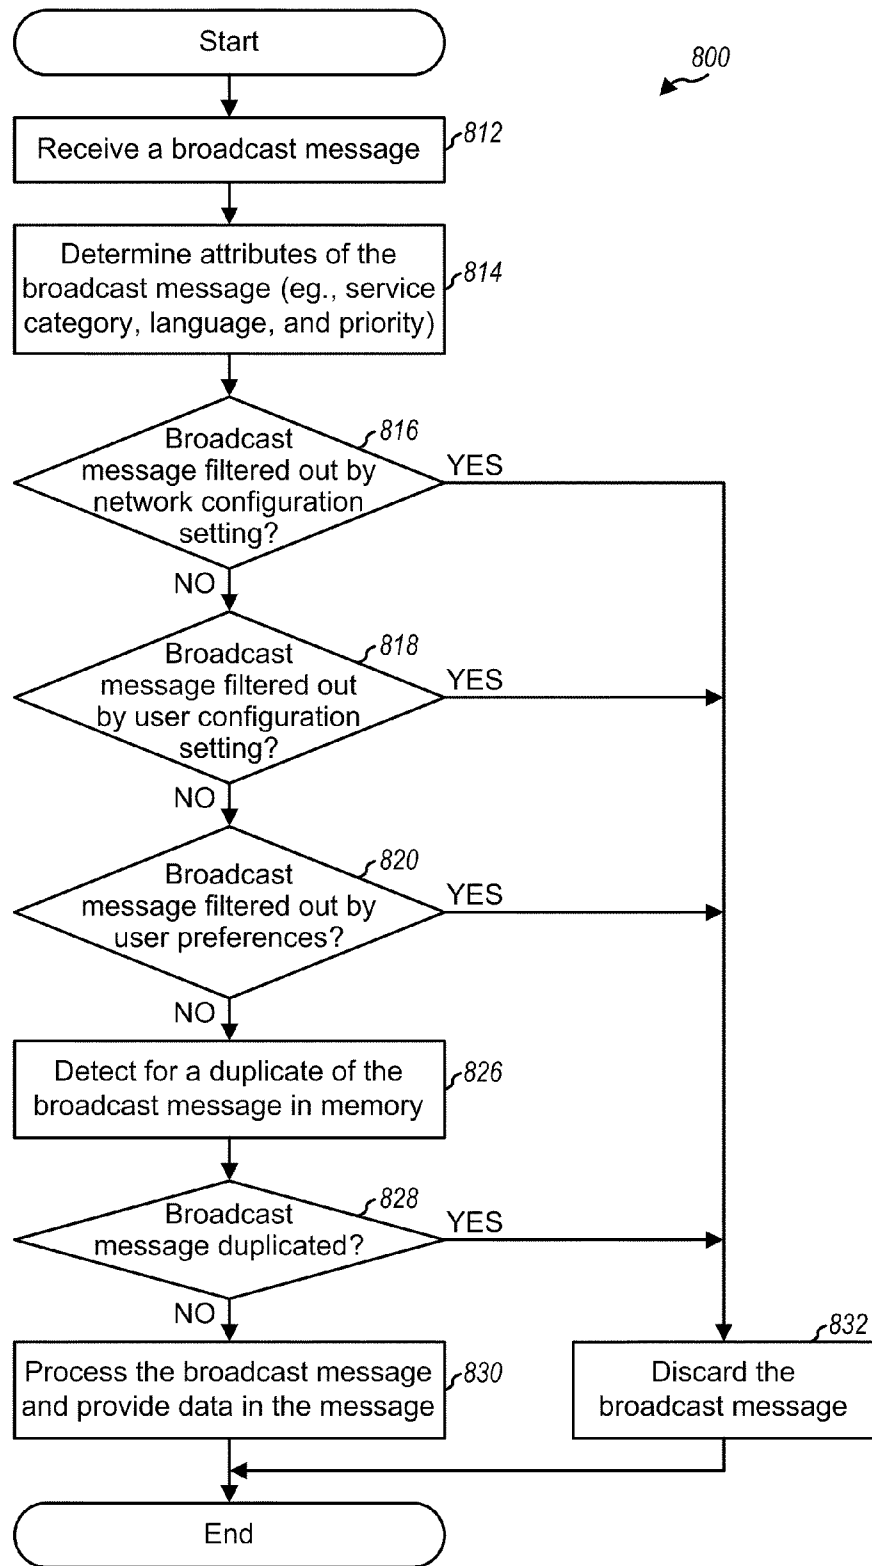 Start
800
Receive a broadcast message
812
Determine attributes of the
broadcast message (eg., service
category, language, and priority)
814
Broadcast
message filtered out by
network configuration
setting?
816
YES
NO
Broadcast
message filtered out
by user configuration
setting?
818
YES
NO
Broadcast
message filtered out by
user preferences?
820
YES
NO
Detect for a duplicate of the
broadcast message in memory
826
Broadcast
message duplicated?
828
YES
NO
Process the broadcast message
and provide data in the message
830
Discard the
broadcast message
832
End